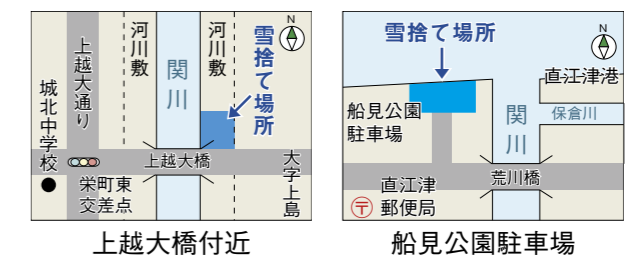 上越大通り
河川敷
関川
河川敷
雪捨て場所
N
城北中学校
上越大橋
大字上島
栄町東
交差点
上越大橋付近
雪捨て場所
N
直江津港
船見公園
駐車場
関川
保倉川
荒川橋
直江津
郵便局
〒
船見公園駐車場